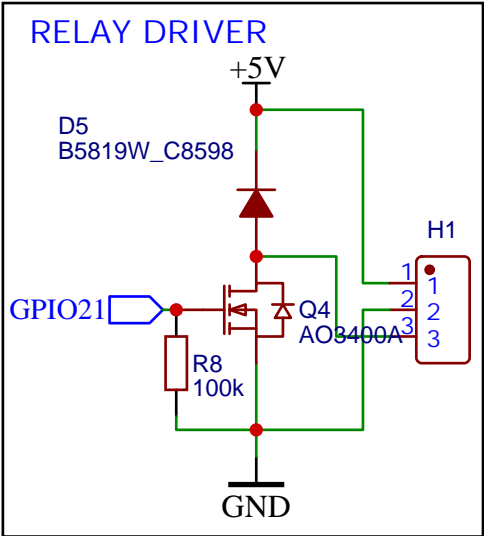 RELAY DRIVER
+5V
D5
B5819W_C8598
H1
1
1
GPIO21
2
2
Q4
AO3400A
3
3
R8
100k
GND